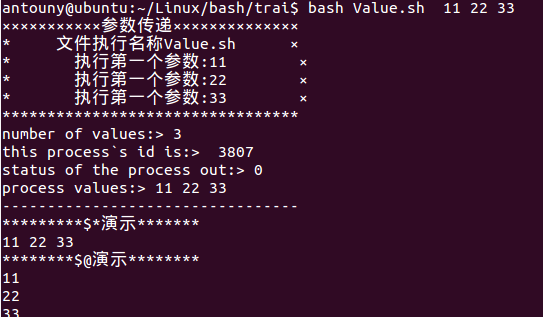 antouny@ubuntu:~/Linux/bash/trai$ bash Value.sh  11 22 33
×××××××××××参数传递××××××××××××××
*     文件执行名称Value.sh      ×
*       执行第一个参数:11        ×
*       执行第一个参数:22        ×
*       执行第一个参数:33        ×
*********************************
number of values:> 3
this process`s id is:>  3807
status of the process out:> 0
process values:> 11 22 33
---------------------------------
*********$*演示*******
11 22 33
********$@演示********
11
22
33